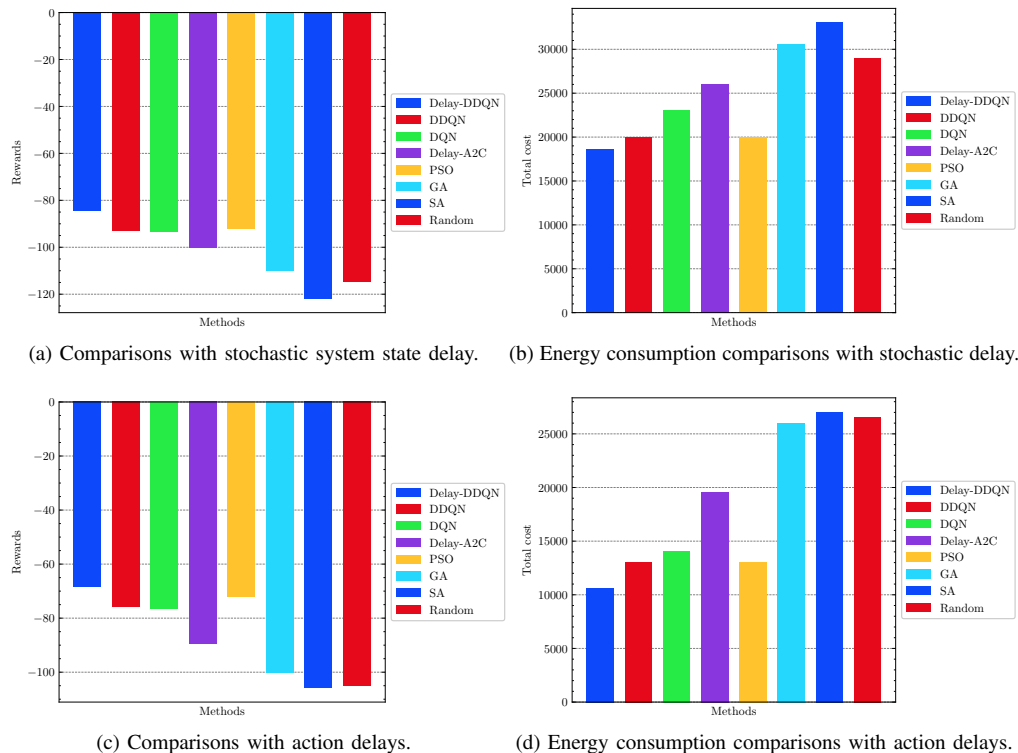 0
−20
−40
−60
−80
−100
−120
Rewards
Methods
Delay-DDQN
DDQN
DQN
Delay-A2C
PSO
GA
SA
Random
(a) Comparisons with stochastic system state delay.
30000
25000
20000
15000
10000
5000
0
Total cost
Methods
Delay-DDQN
DDQN
DQN
Delay-A2C
PSO
GA
SA
Random
(b) Energy consumption comparisons with stochastic delay.
0
−20
−40
−60
−80
−100
Rewards
Methods
Delay-DDQN
DDQN
DQN
Delay-A2C
PSO
GA
SA
Random
(c) Comparisons with action delays.
25000
20000
15000
10000
5000
0
Total cost
Methods
Delay-DDQN
DDQN
DQN
Delay-A2C
PSO
GA
SA
Random
(d) Energy consumption comparisons with action delays.